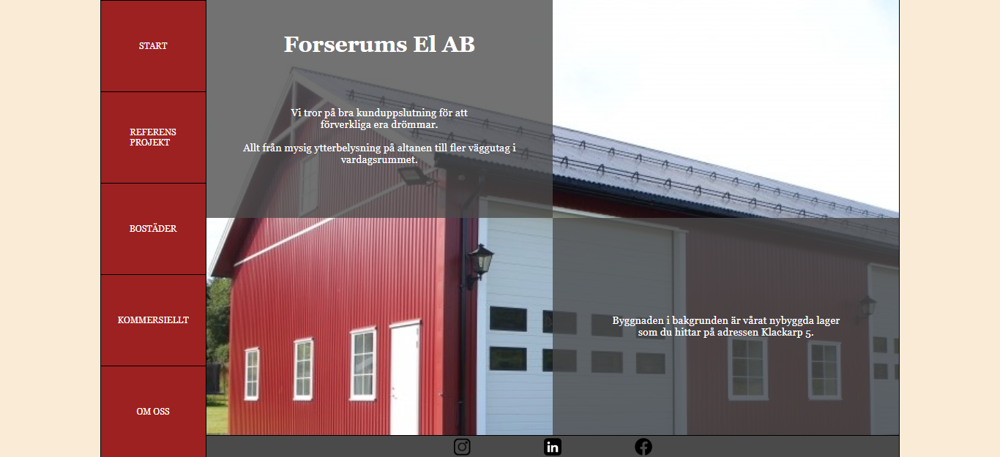 START
REFERENS
PROJEKT
BOSTÄDER
KOMMERSIELLT
OM OSS
Forserums El AB
Vi tror på bra kunduppslutning för att
förverkliga era drömmar.
Allt från mysig ytterbelysning på altanen till fler väggutag i
vardagsrummet.
Byggnaden i bakgrunden är vårat nybyggda lager
som du hittar på adressen Klackarp 5.
in